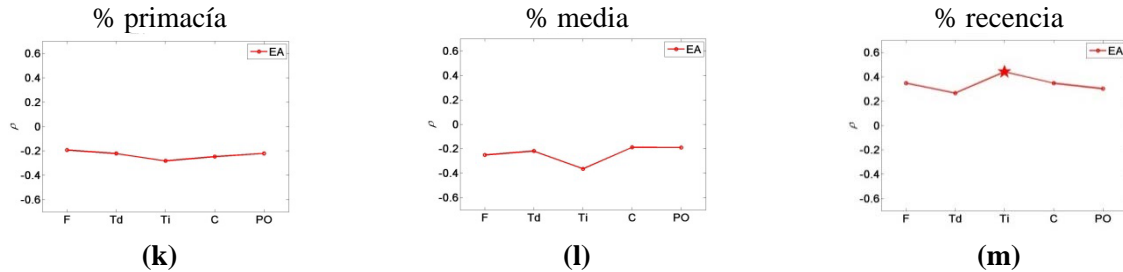 % primacía
% media
% recencia
0.6
0.4
0.2
0
-0.2
-0.4
-0.6
ρ
EA
F Td Ti C PO
0.6
0.4
0.2
0
-0.2
-0.4
-0.6
ρ
EA
F Td Ti C PO
0.6
0.4
0.2
0
-0.2
-0.4
-0.6
ρ
EA
F Td Ti C PO
(k)
(l)
(m)